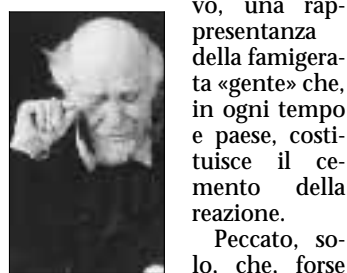 vo, una rap-
presentanza
della famigera-
ta «gente» che,
in ogni tempo
e paese, costi-
tuisce il ce-
mento della
reazione.
Peccato, so-
lo, che, forse